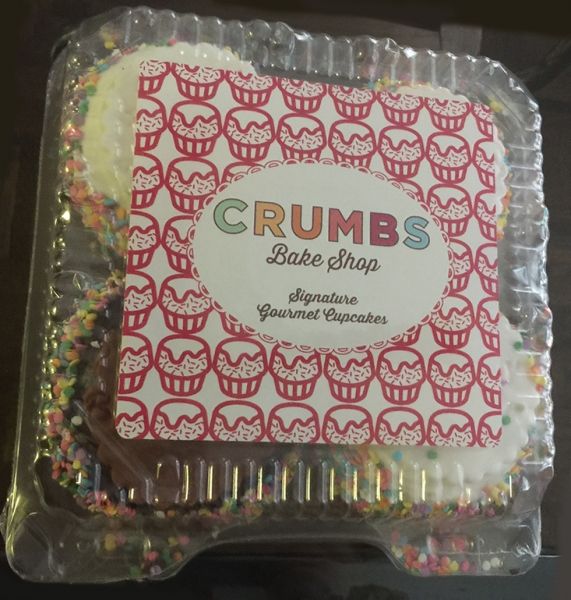 CRUMBS
Bake Shop
Signature
Gourmet Cupcakes